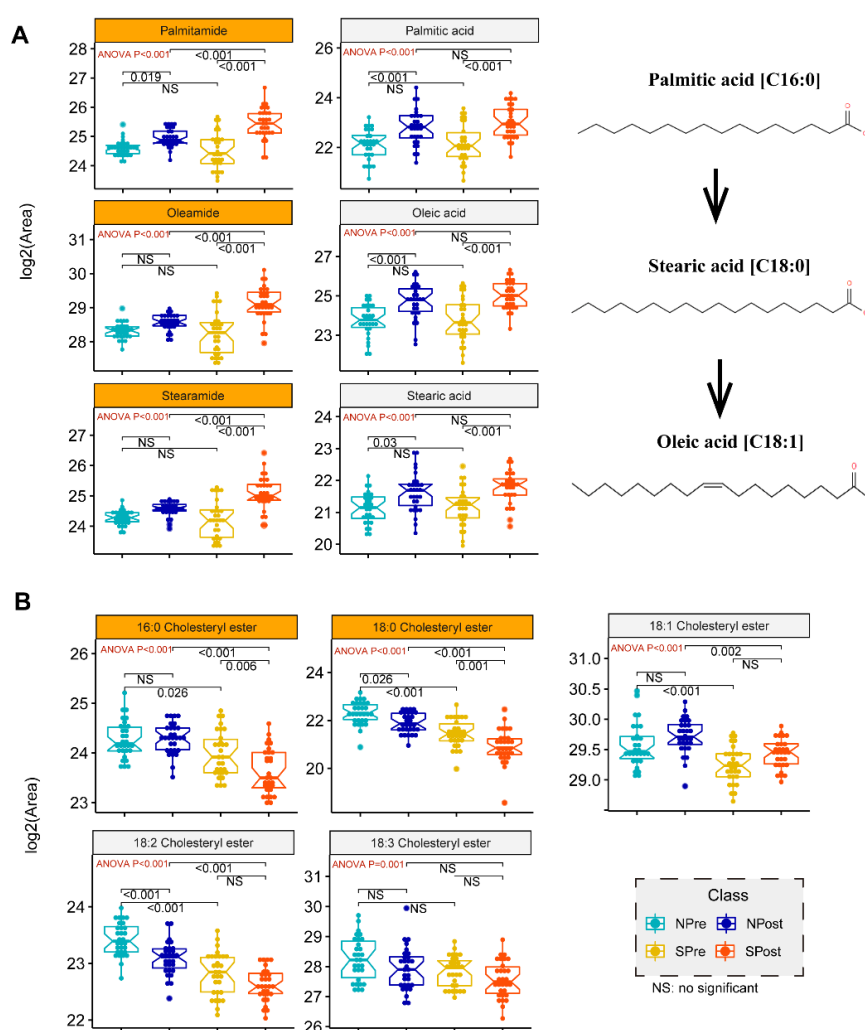 A
Palmitamide
ANOVA P<0.001
<0.001
<0.001
0.019
NS
28
27
26
25
24
Palmitic acid
ANOVA P<0.001
NS
<0.001
<0.001
NS
26
24
22
Palmitic acid [C16:0]
O
log2(Area)
Oleamide
ANOVA P<0.001
<0.001
<0.001
NS
NS
31
30
29
28
Oleic acid
ANOVA P<0.001
NS
<0.001
<0.001
NS
27
25
23
Stearic acid [C18:0]
O
Stearamide
ANOVA P<0.001
<0.001
<0.001
NS
NS
27
26
25
24
Stearic acid
ANOVA P<0.001
NS
<0.001
0.03
NS
24
23
22
21
20
Oleic acid [C18:1]
O
B
16:0 Cholesteryl ester
ANOVA P<0.001
<0.001
0.006
NS
0.026
26
25
24
23
18:0 Cholesteryl ester
ANOVA P<0.001
<0.001
0.001
0.026
<0.001
24
22
20
18:1 Cholesteryl ester
ANOVA P<0.001
0.002
NS
NS
<0.001
31.0
30.5
30.0
29.5
29.0
log2(Area)
18:2 Cholesteryl ester
ANOVA P<0.001
<0.001
NS
<0.001
<0.001
24
23
22
18:3 Cholesteryl ester
ANOVA P=0.001
NS
NS
NS
NS
31
30
29
28
27
26
Class
NPre NPost
SPre SPost
NS: no significant